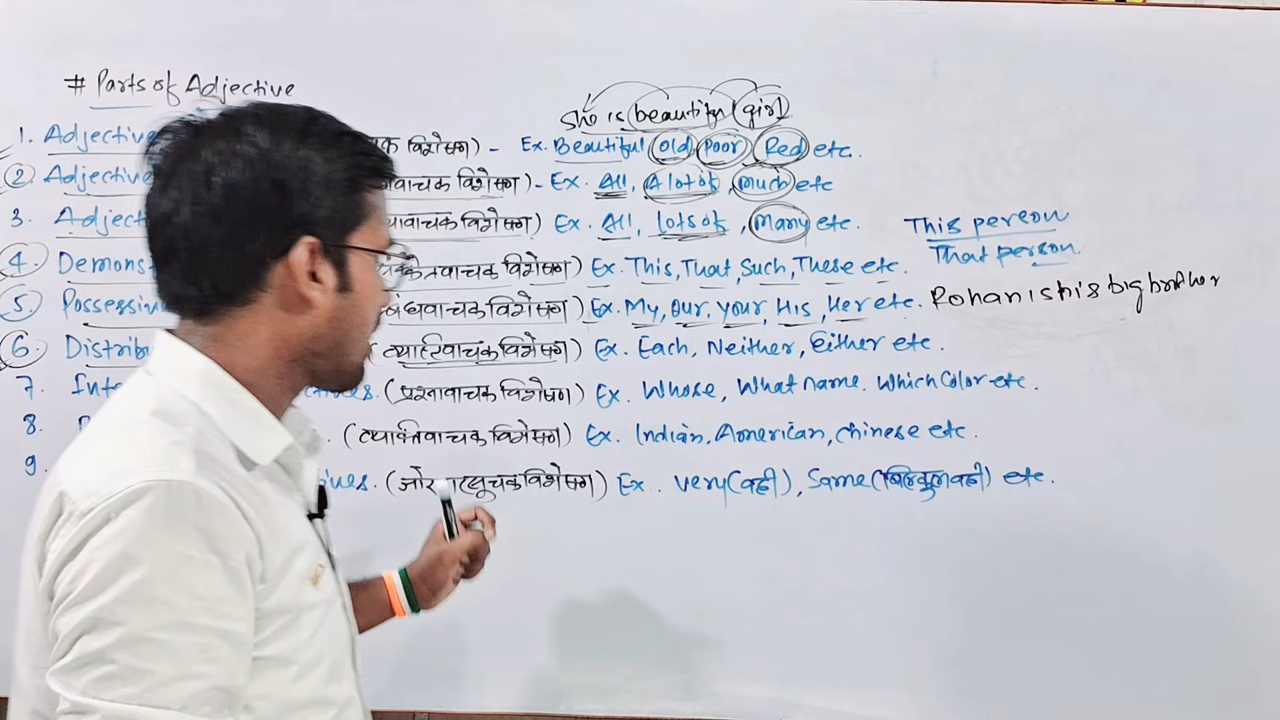 # Parts of Adjective
She is beautiful girl.
1. Adjective वाचक विशेषण) - Ex. Beautiful, Old, Poor, Red etc.
2. Adjective वाचक विशेषण) - Ex. All, A lot of, Much etc
3. Adjecti वाचक विशेषण) Ex. All, lots of, Many etc.
This person
That person.
4. Demons वाचक विशेषण) Ex. This, That, Such, These etc.
5. Possessiv वाचक विशेषण) Ex. My, Our, your, His, Her etc. Rohan is his big brother
6. Distrib विशेषण) Ex. Each, Neither, Either etc.
7. Inte ctives. (प्रश्नवाचक विशेषण) Ex. Whose, What name. Which Color etc.
8. (व्यक्तिवाचक विशेषण) Ex. Indian, American, Chinese etc.
9. ives. सूचक विशेषण) Ex. very(वही), Same(बिल्कुल वही) etc.